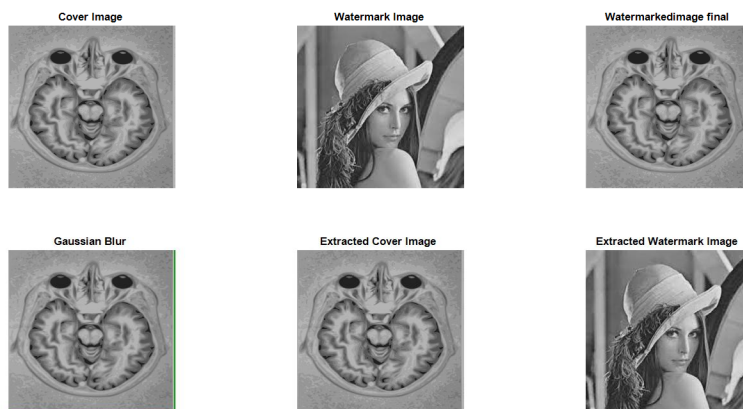 Cover Image
Watermark Image
Watermarkedimage final
Gaussian Blur
Extracted Cover Image
Extracted Watermark Image